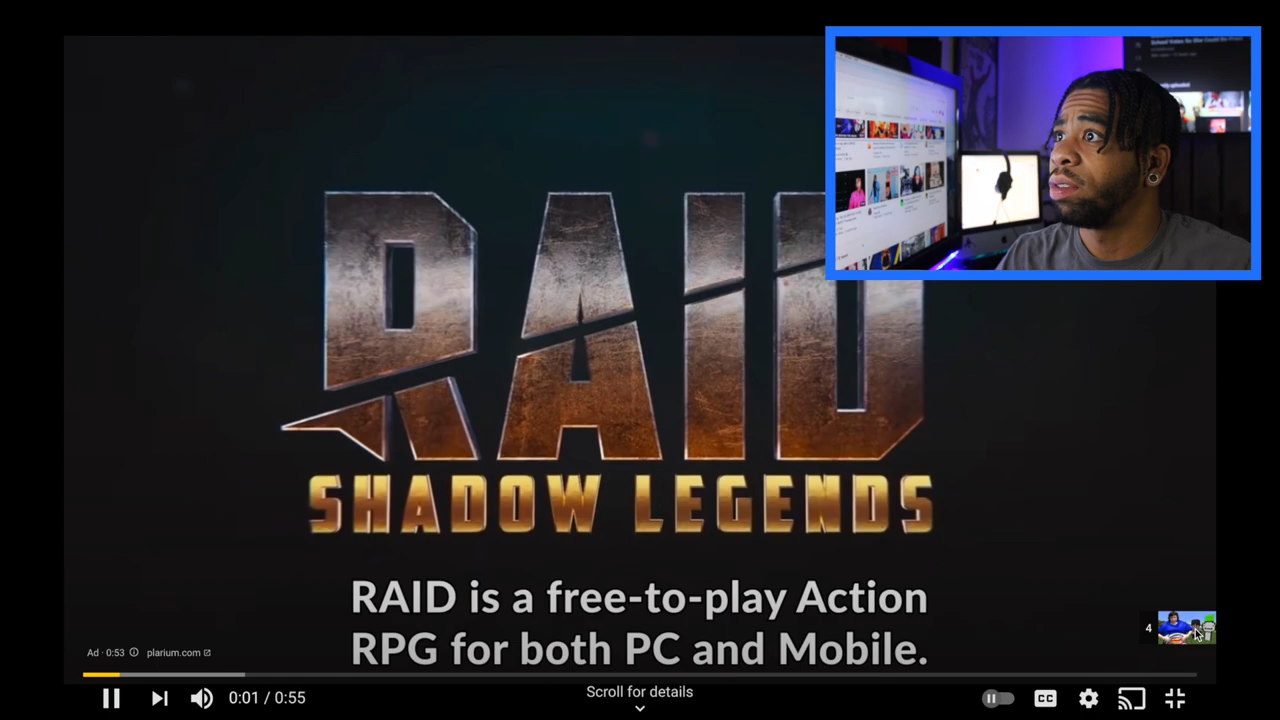 RAID
SHADOW LEGENDS
RAID is a free-to-play Action
RPG for both PC and Mobile.
4
Ad · 0:53 plarium.com
0:01 / 0:55
Scroll for details
CC